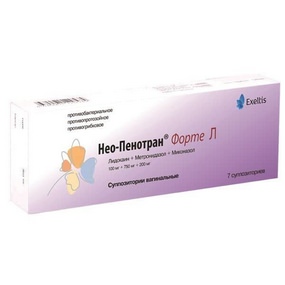 противобактериальное
противопротозойное
противогрибковое
Exeltis
Нео-Пенотран® Форте Л
Лидокаин + Метронидазол + Миконазол
100 мг + 750 мг + 200 мг
Суппозитории вагинальные
7 суппозиториев